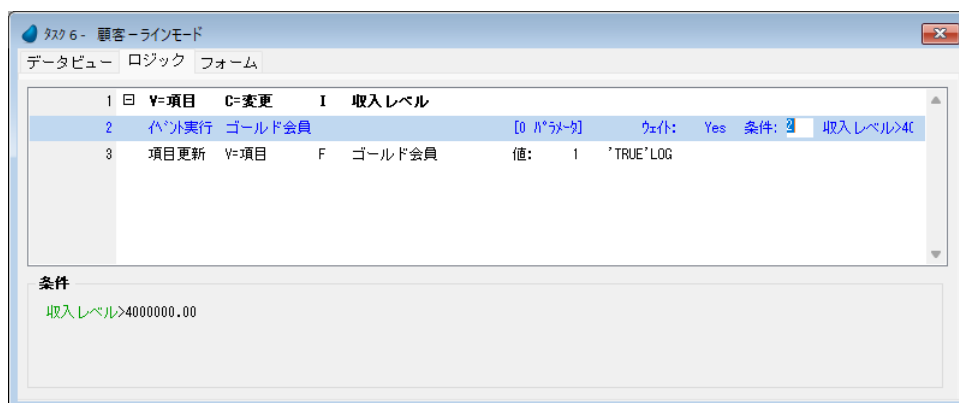 タスク 6 - 顧客－ラインモード
データビュー ロジック フォーム
1 V=項目 C=変更 I 収入レベル
2 イベント実行 ゴールド会員 [0 パラメータ] ウェイト: Yes 条件: 2 収入レベル>40
3 項目更新 V=項目 F ゴールド会員 値: 1 'TRUE'LOG
条件
収入レベル>4000000.00